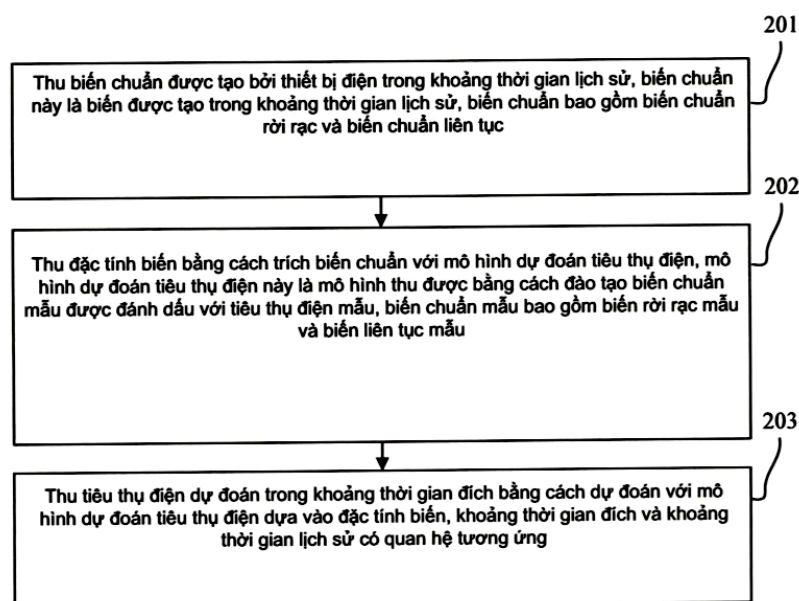 201
Thu biến chuẩn được tạo bởi thiết bị điện trong khoảng thời gian lịch sử, biến chuẩn
này là biến được tạo trong khoảng thời gian lịch sử, biến chuẩn bao gồm biến chuẩn
rời rạc và biến chuẩn liên tục
202
Thu đặc tính biến bằng cách trích biến chuẩn với mô hình dự đoán tiêu thụ điện, mô
hình dự đoán tiêu thụ điện này là mô hình thu được bằng cách đào tạo biến chuẩn
mẫu được đánh dấu với tiêu thụ điện mẫu, biến chuẩn mẫu bao gồm biến rời rạc mẫu
và biến liên tục mẫu
203
Thu tiêu thụ điện dự đoán trong khoảng thời gian đích bằng cách dự đoán với mô
hình dự đoán tiêu thụ điện dựa vào đặc tính biến, khoảng thời gian đích và khoảng
thời gian lịch sử có quan hệ tương ứng